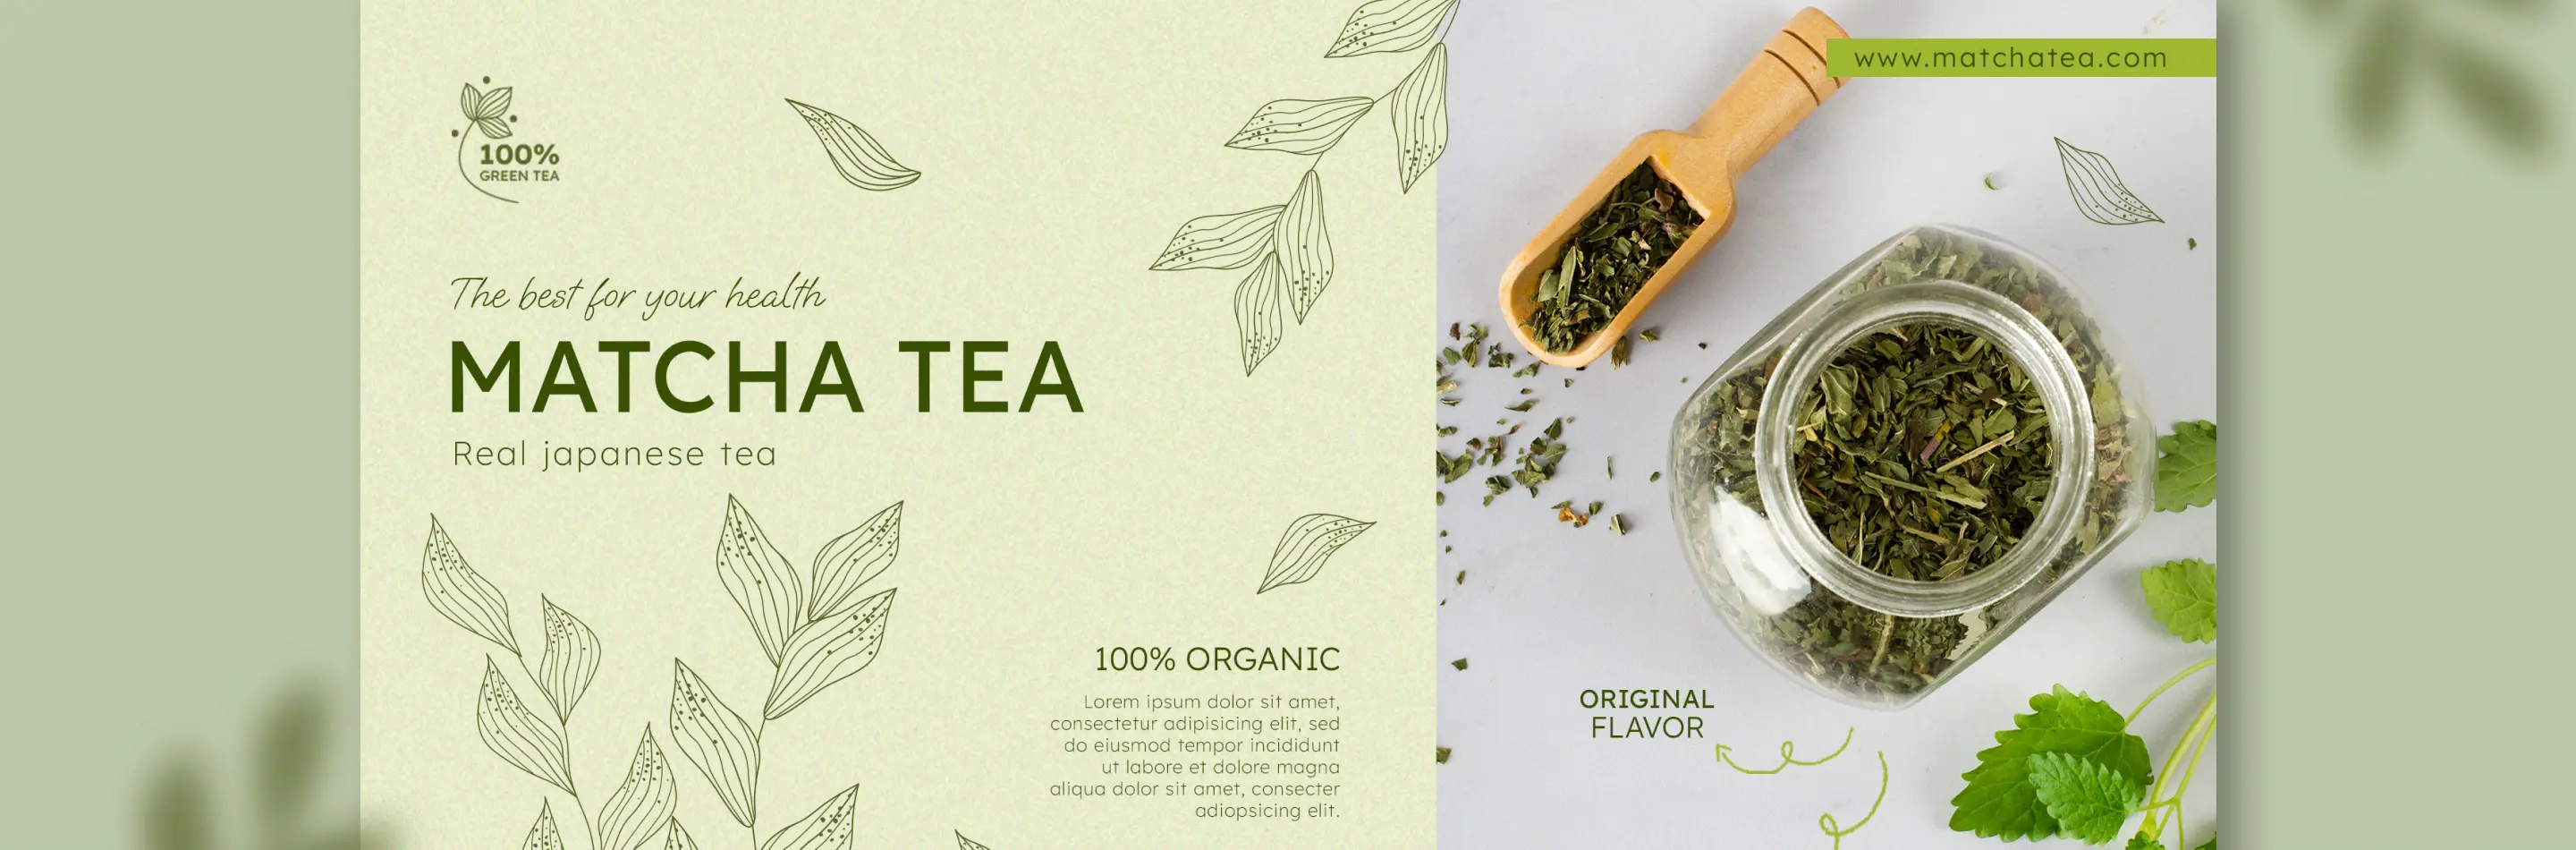 100%
GREEN TEA
The best for your health
MATCHA TEA
Real japanese tea
100% ORGANIC
Lorem ipsum dolor sit amet,
consectetur adipisicing elit, sed
do eiusmod tempor incididunt
ut labore et dolore magna
aliqua dolor sit amet, consecter
adiopsicing elit.
www.matchatea.com
ORIGINAL
FLAVOR